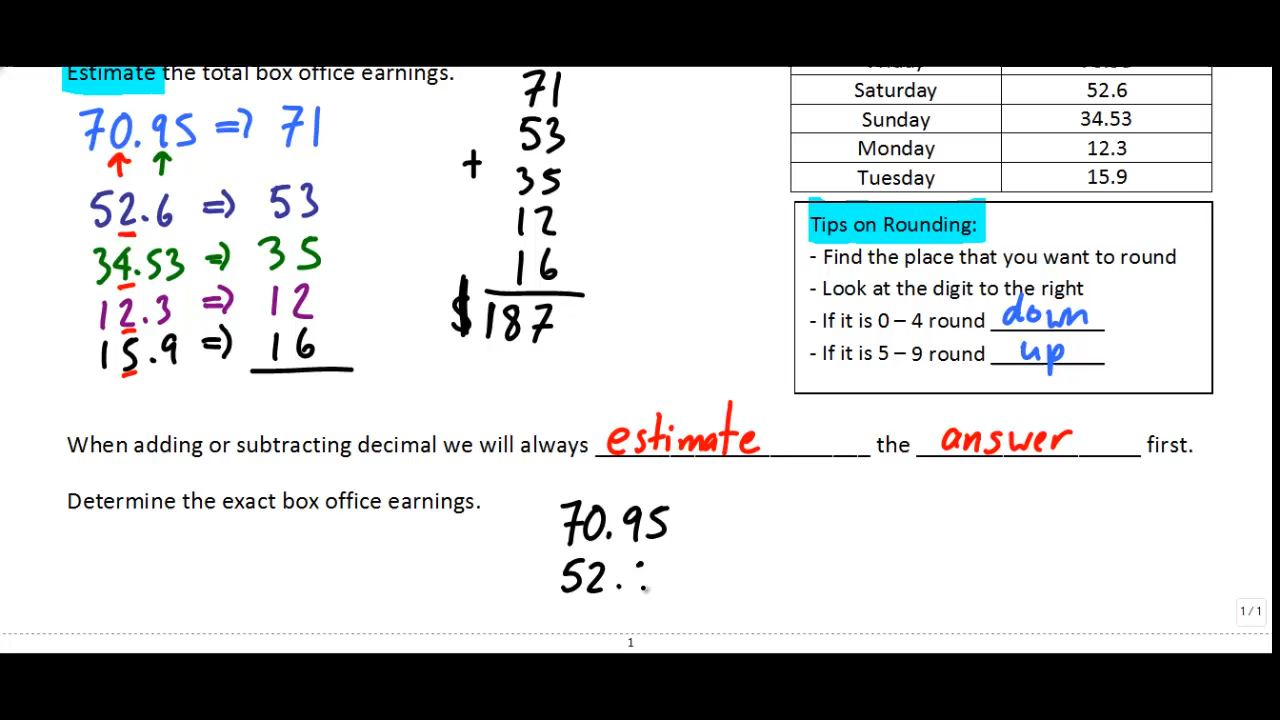 Estimate the total box office earnings.
70.95 => 71
52.6 => 53
34.53 => 35
12.3 => 12
15.9 => 16
71
53
+ 35
12
16
$187
Saturday 52.6
Sunday 34.53
Monday 12.3
Tuesday 15.9
Tips on Rounding:
- Find the place that you want to round
- Look at the digit to the right
- If it is 0 – 4 round down
- If it is 5 – 9 round up
When adding or subtracting decimal we will always estimate the answer first.
Determine the exact box office earnings.
70.95
52.
1 / 1
1